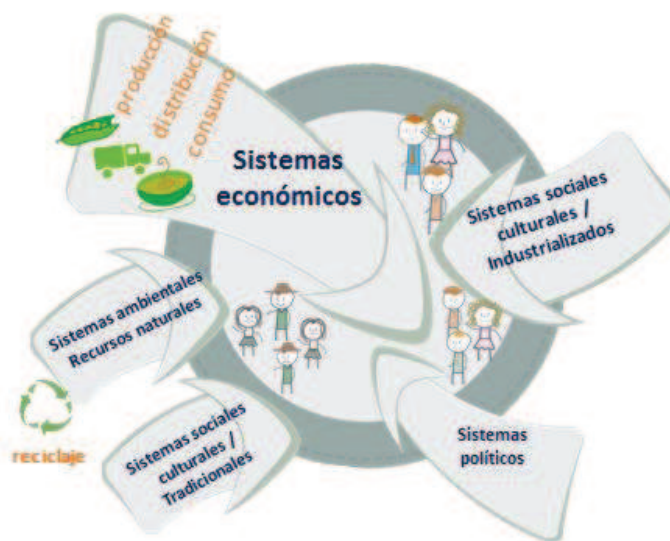 producción
distribución
consumo
Sistemas
económicos
Sistemas sociales
culturales /
Industrializados
Sistemas ambientales
Recursos naturales
reciclaje
Sistemas sociales
culturales /
Tradicionales
Sistemas
políticos